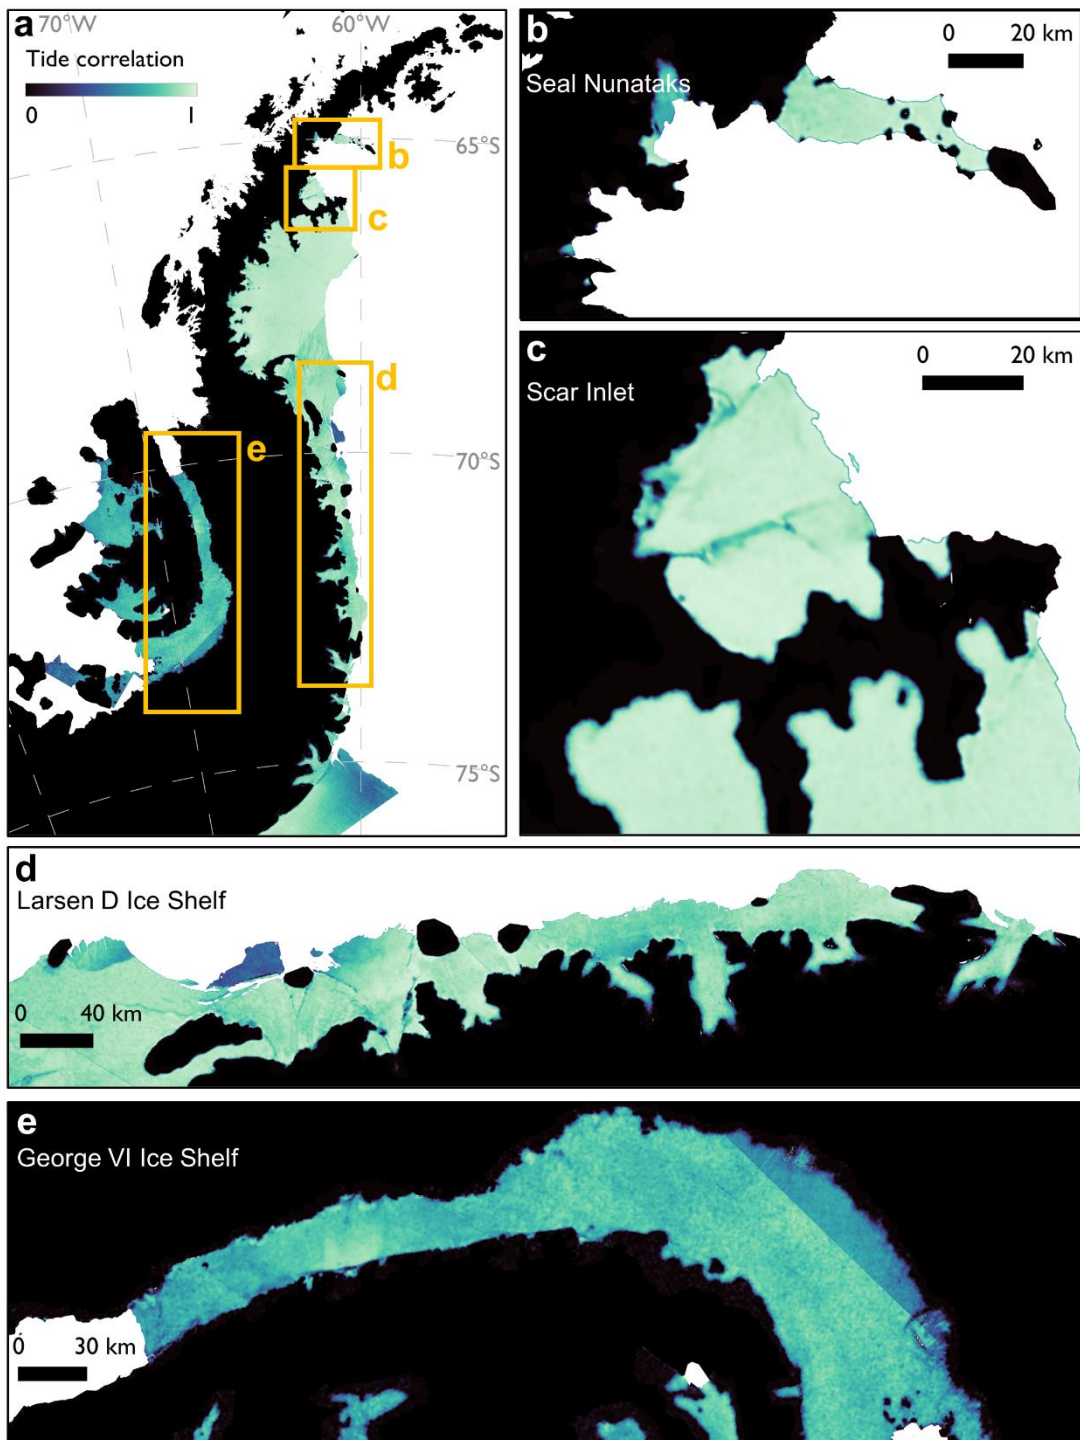 a
70°W
60°W
Tide correlation
0 1
65°S
b
c
d
70°S
e
75°S
b
0 20 km
Seal Nunataks
c
0 20 km
Scar Inlet
d
Larsen D Ice Shelf
0 40 km
e
George VI Ice Shelf
0 30 km